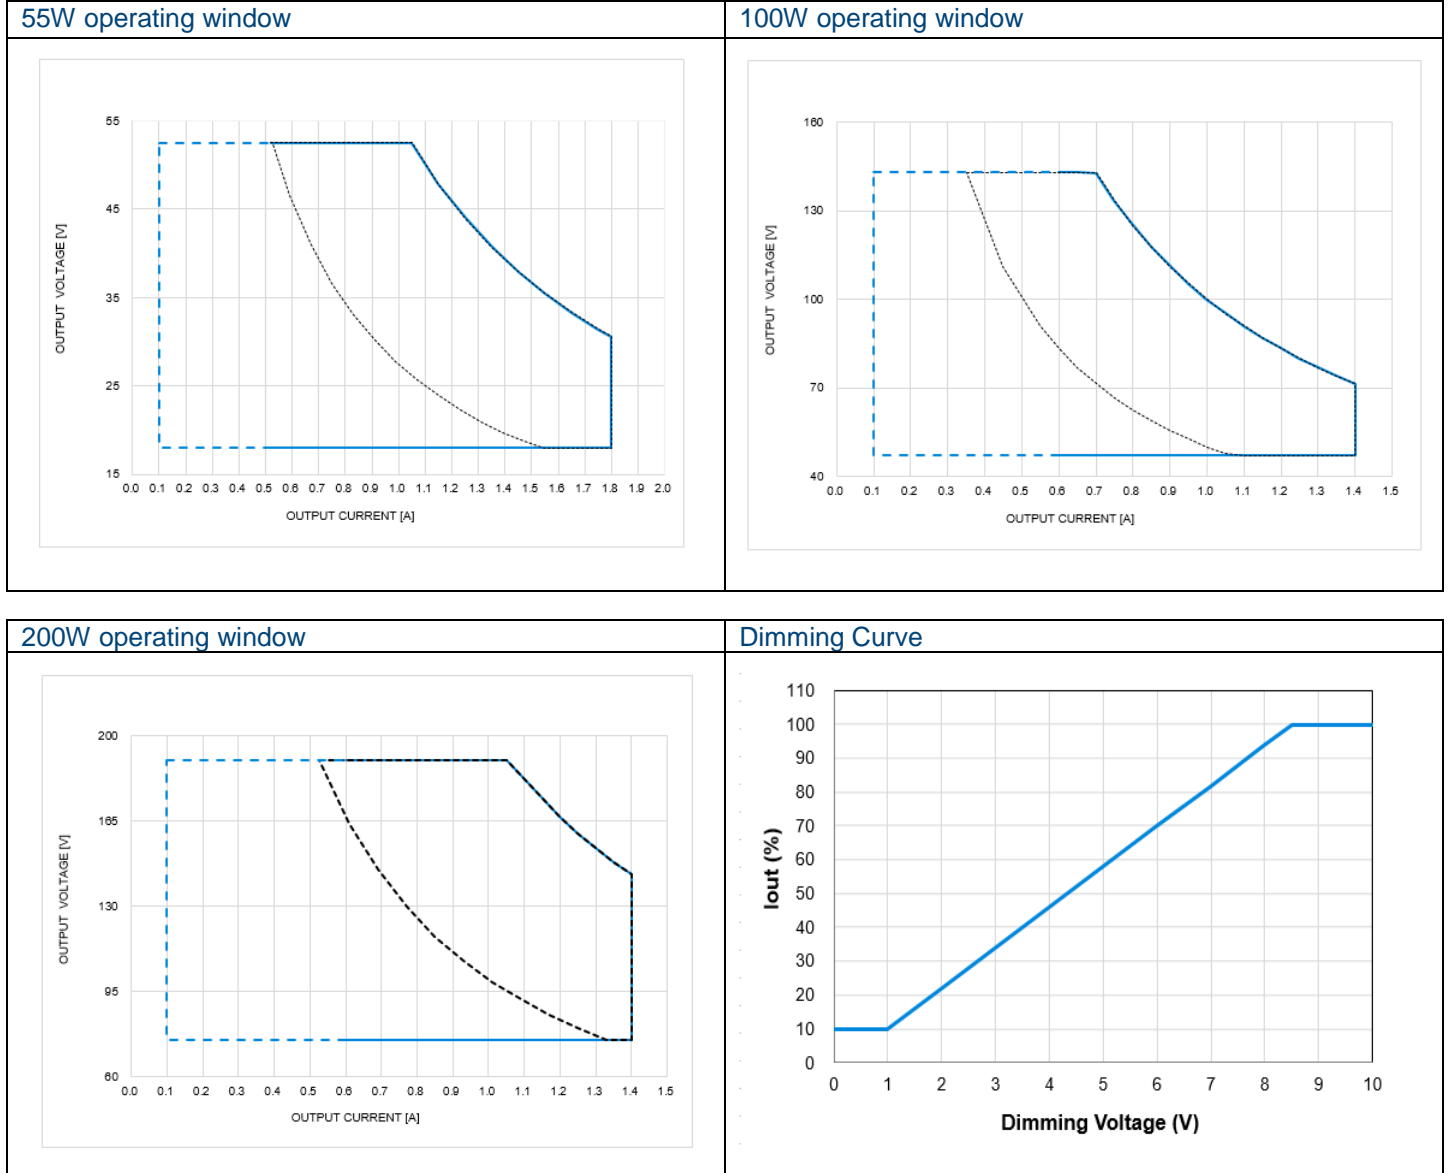 55W operating window
100W operating window
55
45
35
25
15
OUTPUT VOLTAGE [V]
0.0 0.1 0.2 0.3 0.4 0.5 0.6 0.7 0.8 0.9 1.0 1.1 1.2 1.3 1.4 1.5 1.6 1.7 1.8 1.9 2.0
OUTPUT CURRENT [A]
160
130
100
70
40
OUTPUT VOLTAGE [V]
0.0 0.1 0.2 0.3 0.4 0.5 0.6 0.7 0.8 0.9 1.0 1.1 1.2 1.3 1.4 1.5
OUTPUT CURRENT [A]
200W operating window
Dimming Curve
200
165
130
95
60
OUTPUT VOLTAGE [V]
0.0 0.1 0.2 0.3 0.4 0.5 0.6 0.7 0.8 0.9 1.0 1.1 1.2 1.3 1.4 1.5
OUTPUT CURRENT [A]
110
100
90
80
70
60
50
40
30
20
10
0
Iout (%)
0 1 2 3 4 5 6 7 8 9 10
Dimming Voltage (V)